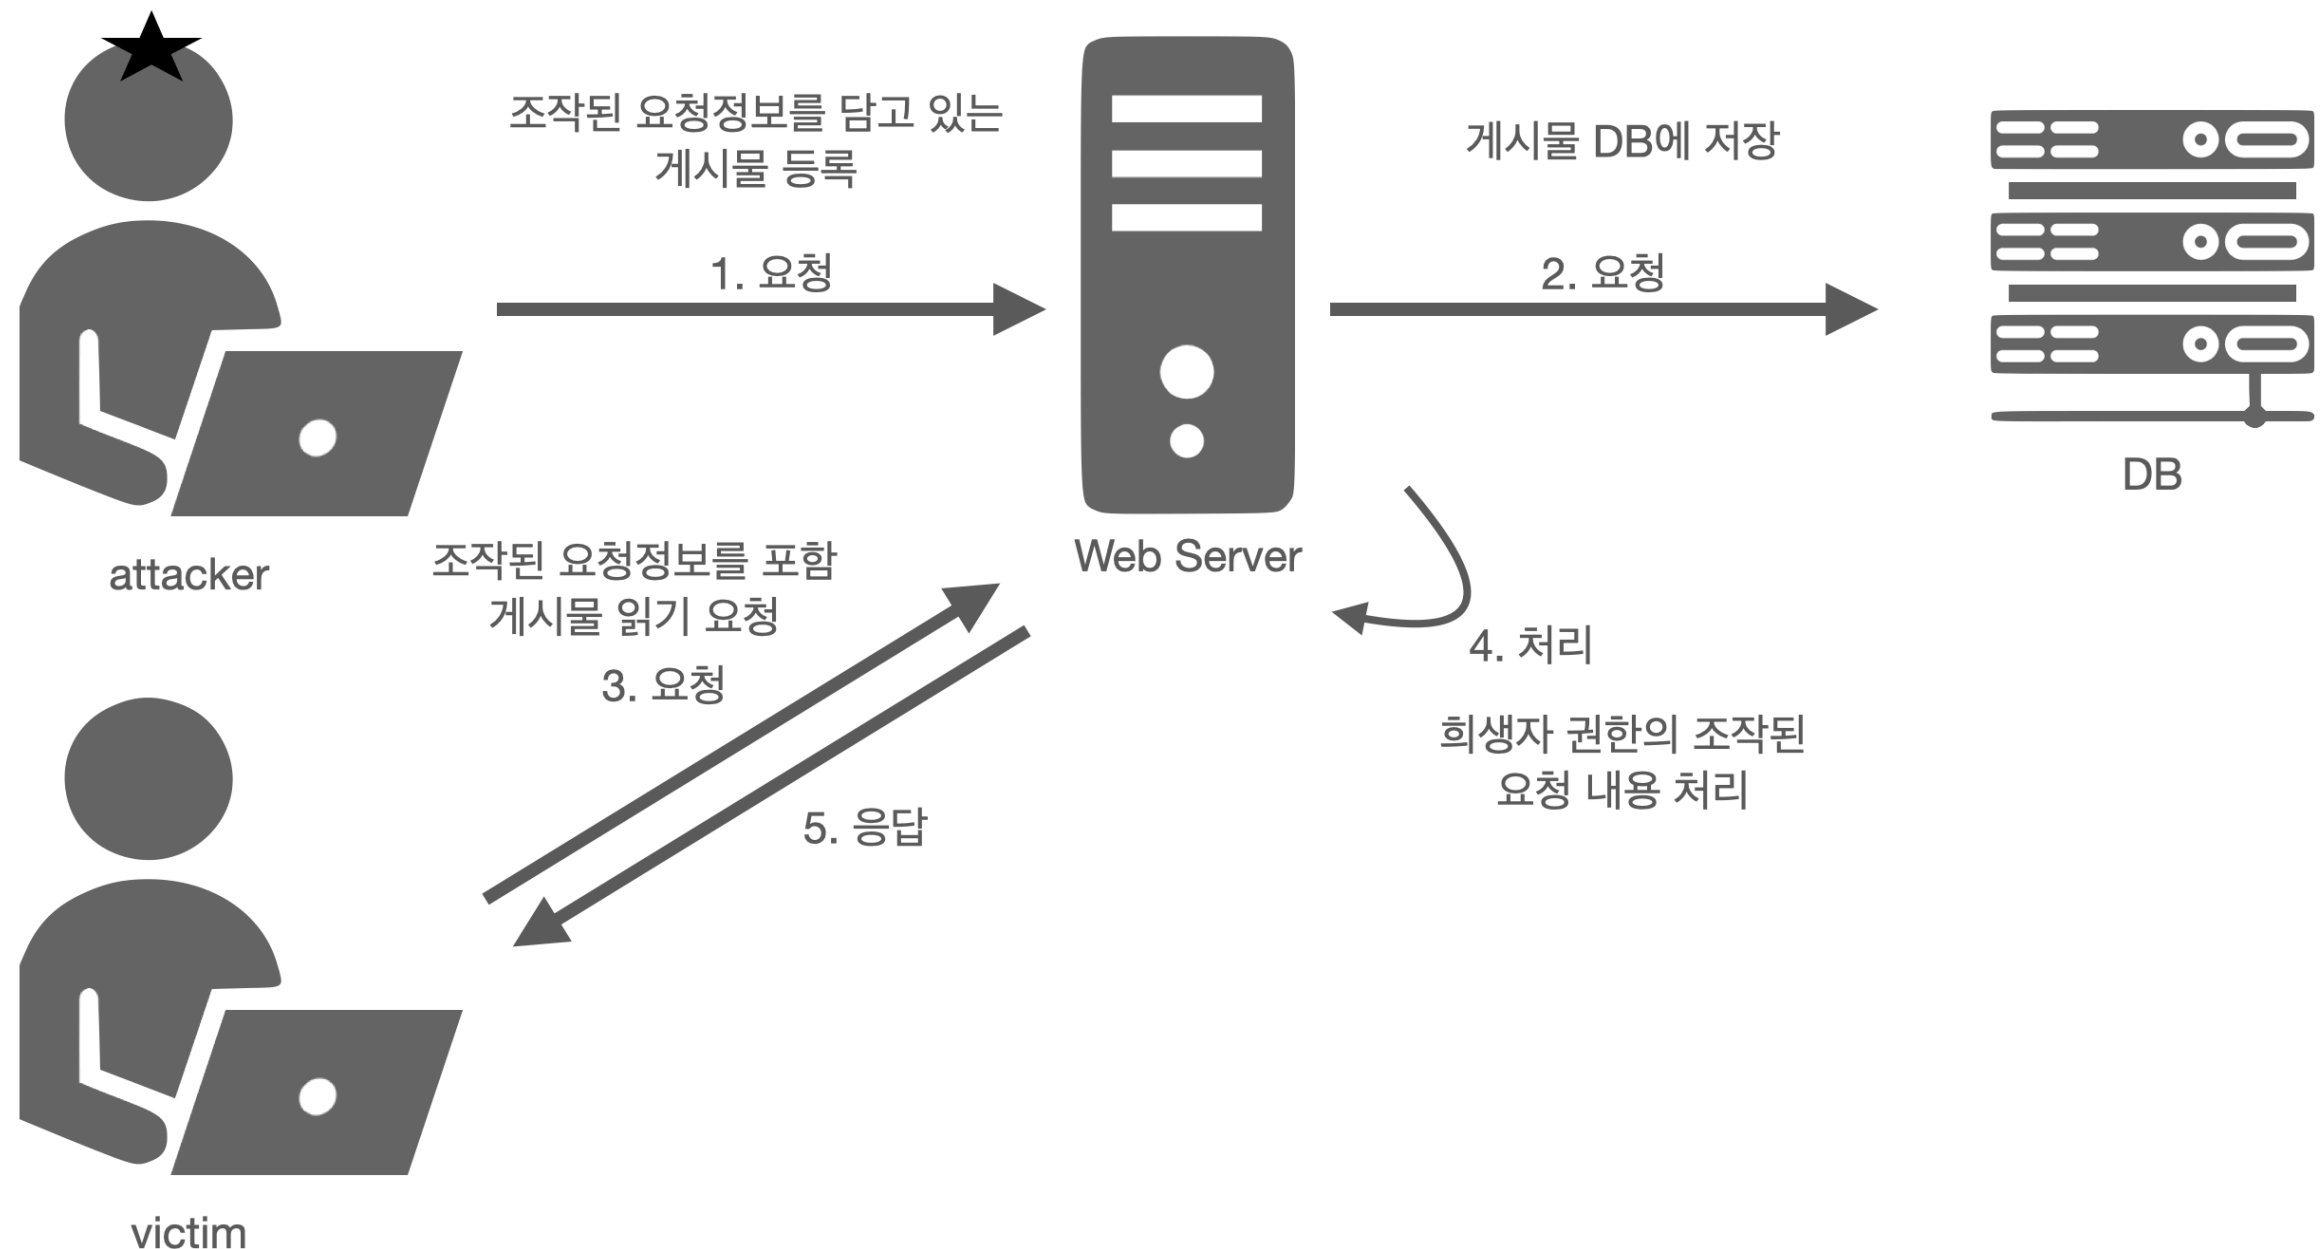 조작된 요청정보를 담고 있는
게시물 등록
1. 요청
게시물 DB에 저장
2. 요청
DB
attacker
Web Server
조작된 요청정보를 포함
게시물 읽기 요청
3. 요청
4. 처리
희생자 권한의 조작된
요청 내용 처리
5. 응답
victim